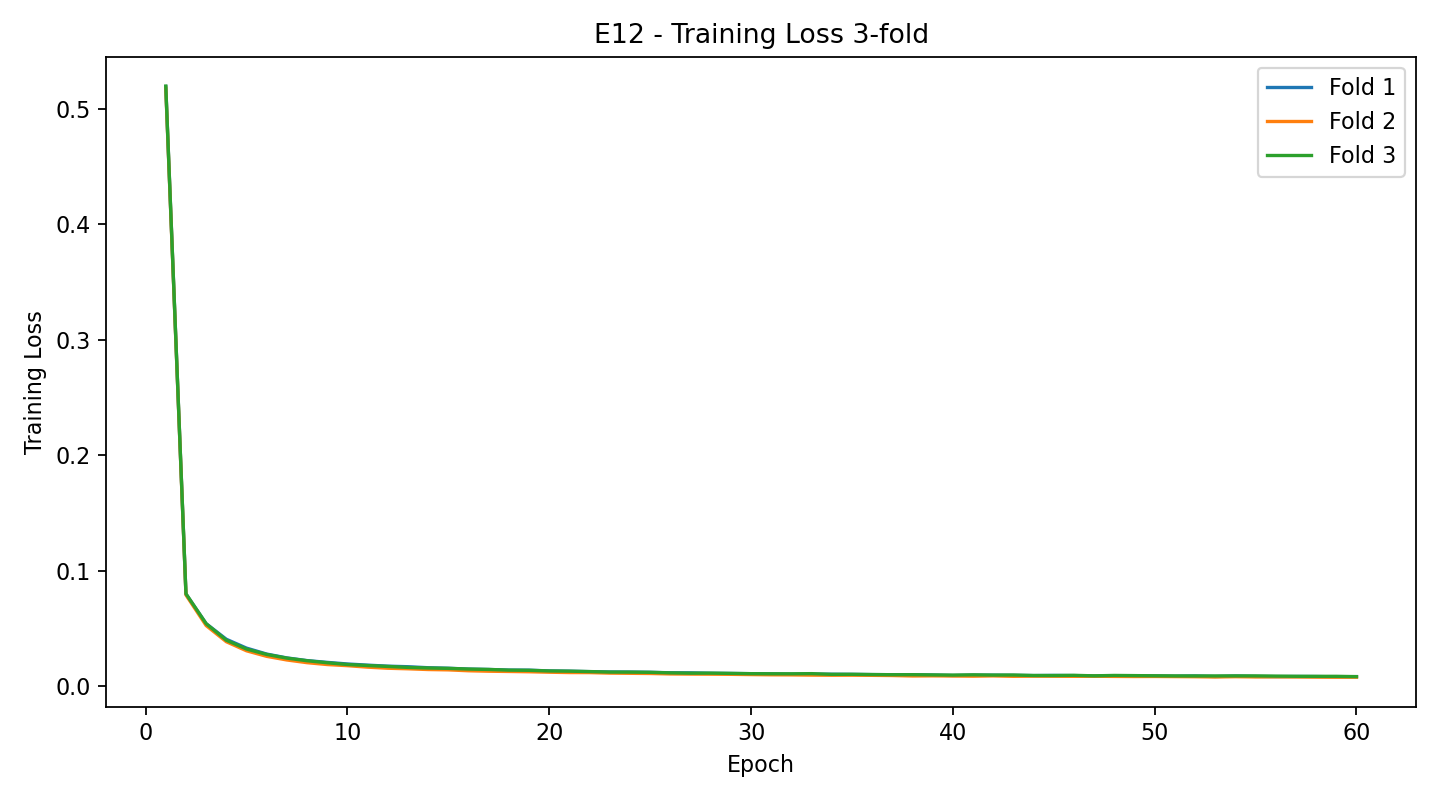 E12 - Training Loss 3-fold
Fold 1
Fold 2
Fold 3
Training Loss
0.5
0.4
0.3
0.2
0.1
0.0
0 10 20 30 40 50 60
Epoch